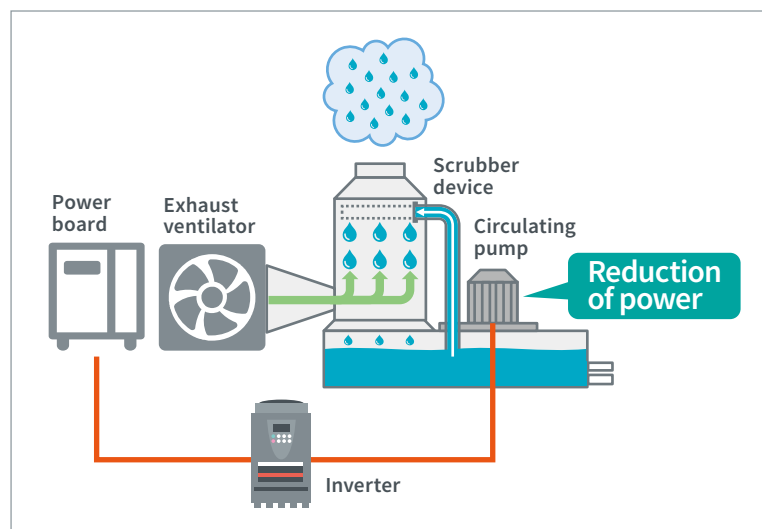 Scrubber
device
Power
board
Exhaust
ventilator
Circulating
pump
Reduction
of power
Inverter